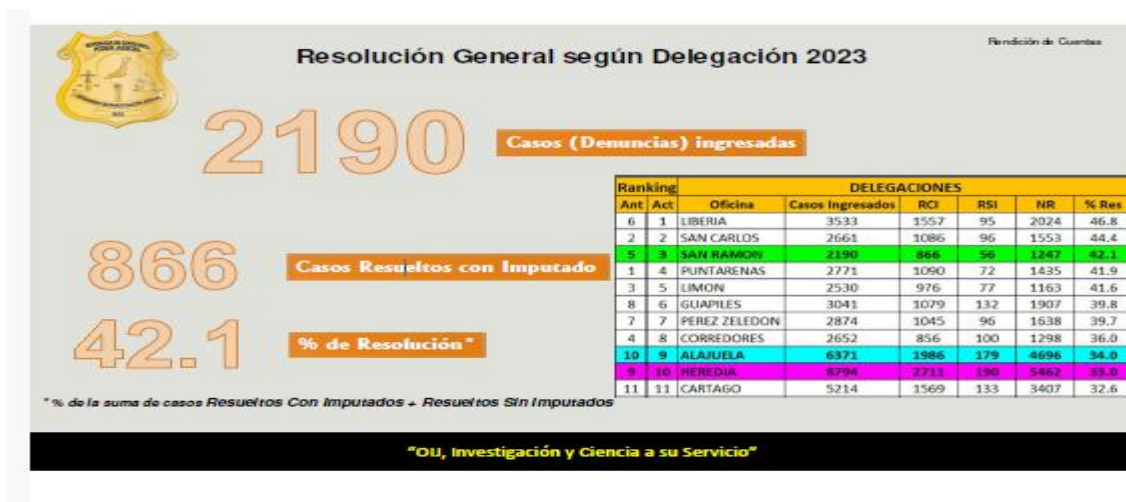 Rendición de Cuentas
Resolución General según Delegación 2023
2190 Casos (Denuncias) ingresadas
866 Casos Resueltos con Imputado
42.1 % de Resolución*
Ranking DELEGACIONES
Ant Act Oficina Casos Ingresados RCI RSI NR % Res
6 1 LIBERIA 3533 1557 95 2024 46.8
2 2 SAN CARLOS 2661 1086 96 1553 44.4
5 3 SAN RAMON 2190 866 56 1247 42.1
1 4 PUNTARENAS 2771 1090 72 1435 41.9
3 5 LIMON 2530 976 77 1163 41.6
8 6 GUAPILES 3041 1079 132 1907 39.8
7 7 PEREZ ZELEDON 2874 1045 96 1638 39.7
4 8 CORREDORES 2652 856 100 1298 36.0
10 9 ALAJUELA 6371 1986 179 4696 34.0
9 10 HEREDIA 8794 2711 190 5462 33.0
11 11 CARTAGO 5214 1569 133 3407 32.6
*% de la suma de casos Resueltos Con Imputados + Resueltos Sin Imputados
"OIJ, Investigación y Ciencia a su Servicio"